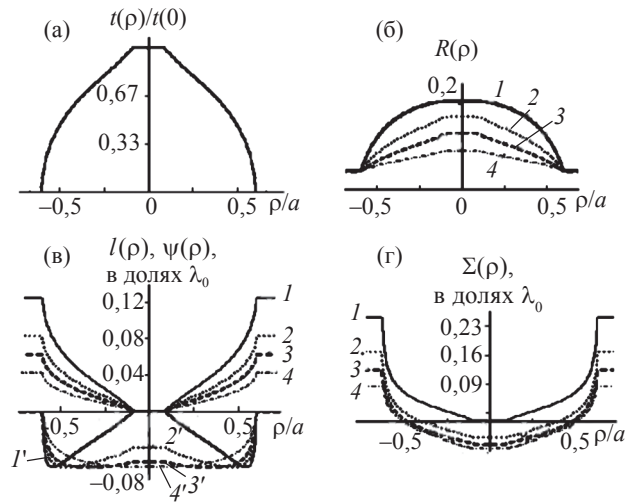 (а)
t(ρ)/t(0)
0,67
0,33
–0,5
0
0,5
ρ/a
(б)
R(ρ)
0,2
1
2
3
4
–0,5
0
0,5
ρ/a
(в)
l(ρ), ψ(ρ),
в долях λ₀
0,12
0,08
0,04
1
2
3
4
0,5
0,5
ρ/a
2'
1'
–0,08
4'
3'
(г)
Σ(ρ),
в долях λ₀
0,23
0,16
0,09
1
2
3
4
–0,5
0,5
ρ/a